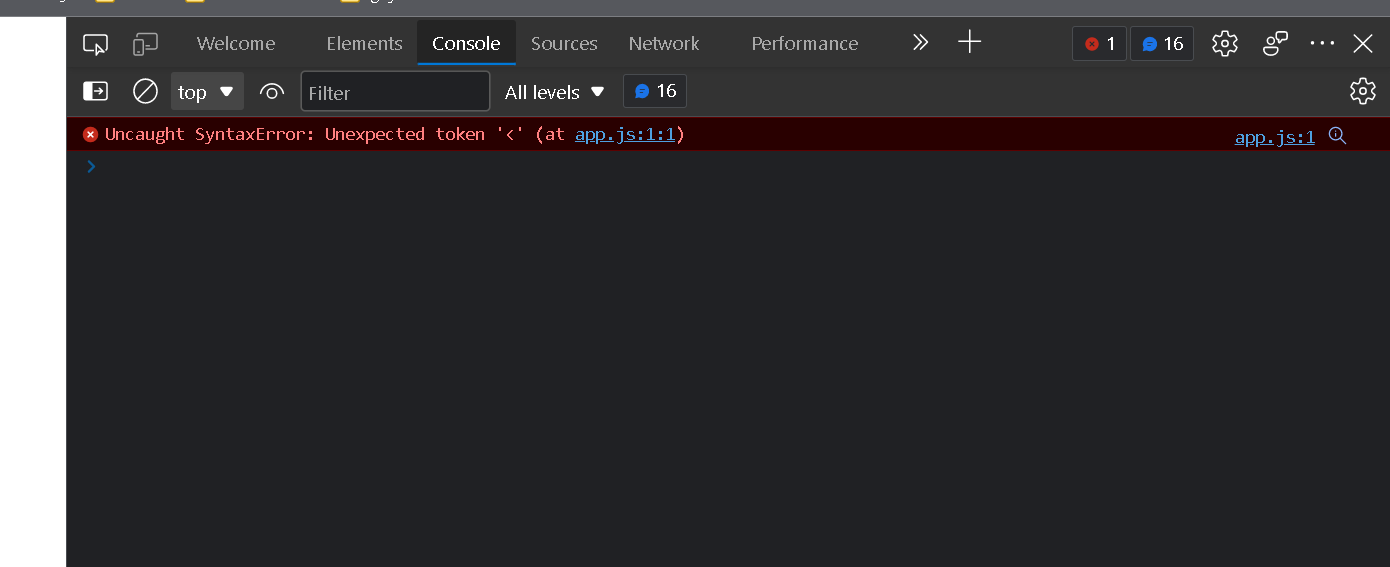 Welcome Elements Console Sources Network Performance 1 16
top Filter All levels 16
Uncaught SyntaxError: Unexpected token '<' (at app.js:1:1) app.js:1